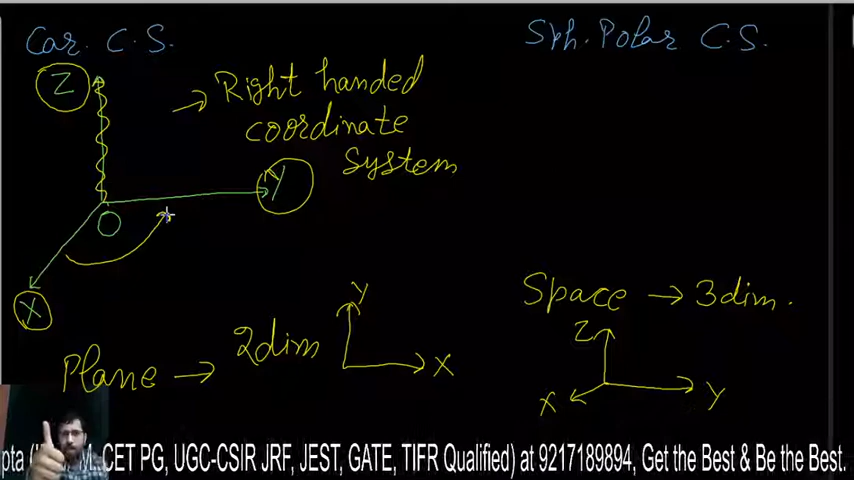 Car. C.S.
Sph. Polar C.S.
Z
→ Right handed
coordinate
system
Y
O
X
Plane → 2dim
Y
X
Space → 3dim.
Z
X
Y
pta (
M. CET PG, UGC-CSIR JRF, JEST, GATE, TIFR Qualified) at 9217189894, Get the Best & Be the Best.